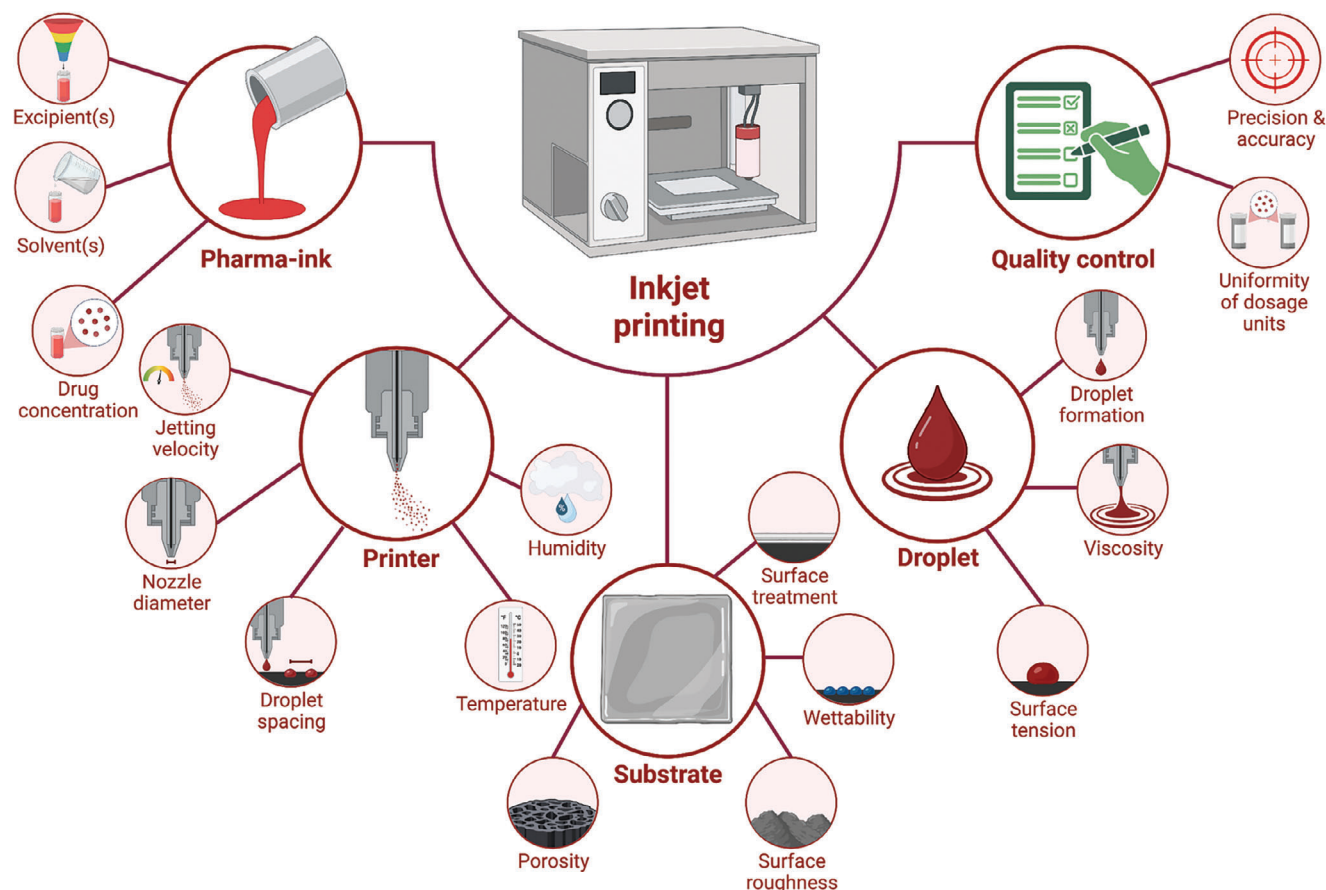 Excipient(s)
Solvent(s)
Drug
concentration
Pharma-ink
Inkjet
printing
Quality control
Precision &
accuracy
Uniformity
of dosage
units
Jetting
velocity
Nozzle
diameter
Droplet
spacing
Printer
Humidity
Temperature
Substrate
Surface
treatment
Wettability
Porosity
Surface
roughness
Droplet
Droplet
formation
Viscosity
Surface
tension